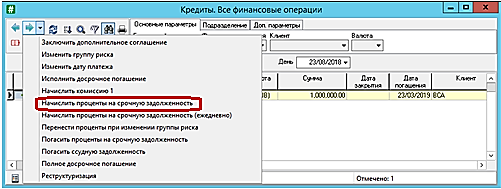 Кредиты. Все финансовые операции
Основные параметры Подразделение Доп. параметры
Клиент Валюта
День 23/08/2018
Сумма Дата закрытия Дата погашения Клиент
1,000,000.00 23/03/2019 ВСА
Заключить дополнительное соглашение
Изменить группу риска
Изменить дату платежа
Исполнить досрочное погашение
Начислить комиссию 1
Начислить проценты на срочную задолженность
Начислить проценты на срочную задолженность (ежедневно)
Перенести проценты при изменении группы риска
Погасить проценты на срочную задолженность
Погасить ссудную задолженность
Полное досрочное погашение
Реструктуризация
Отмечено: 1